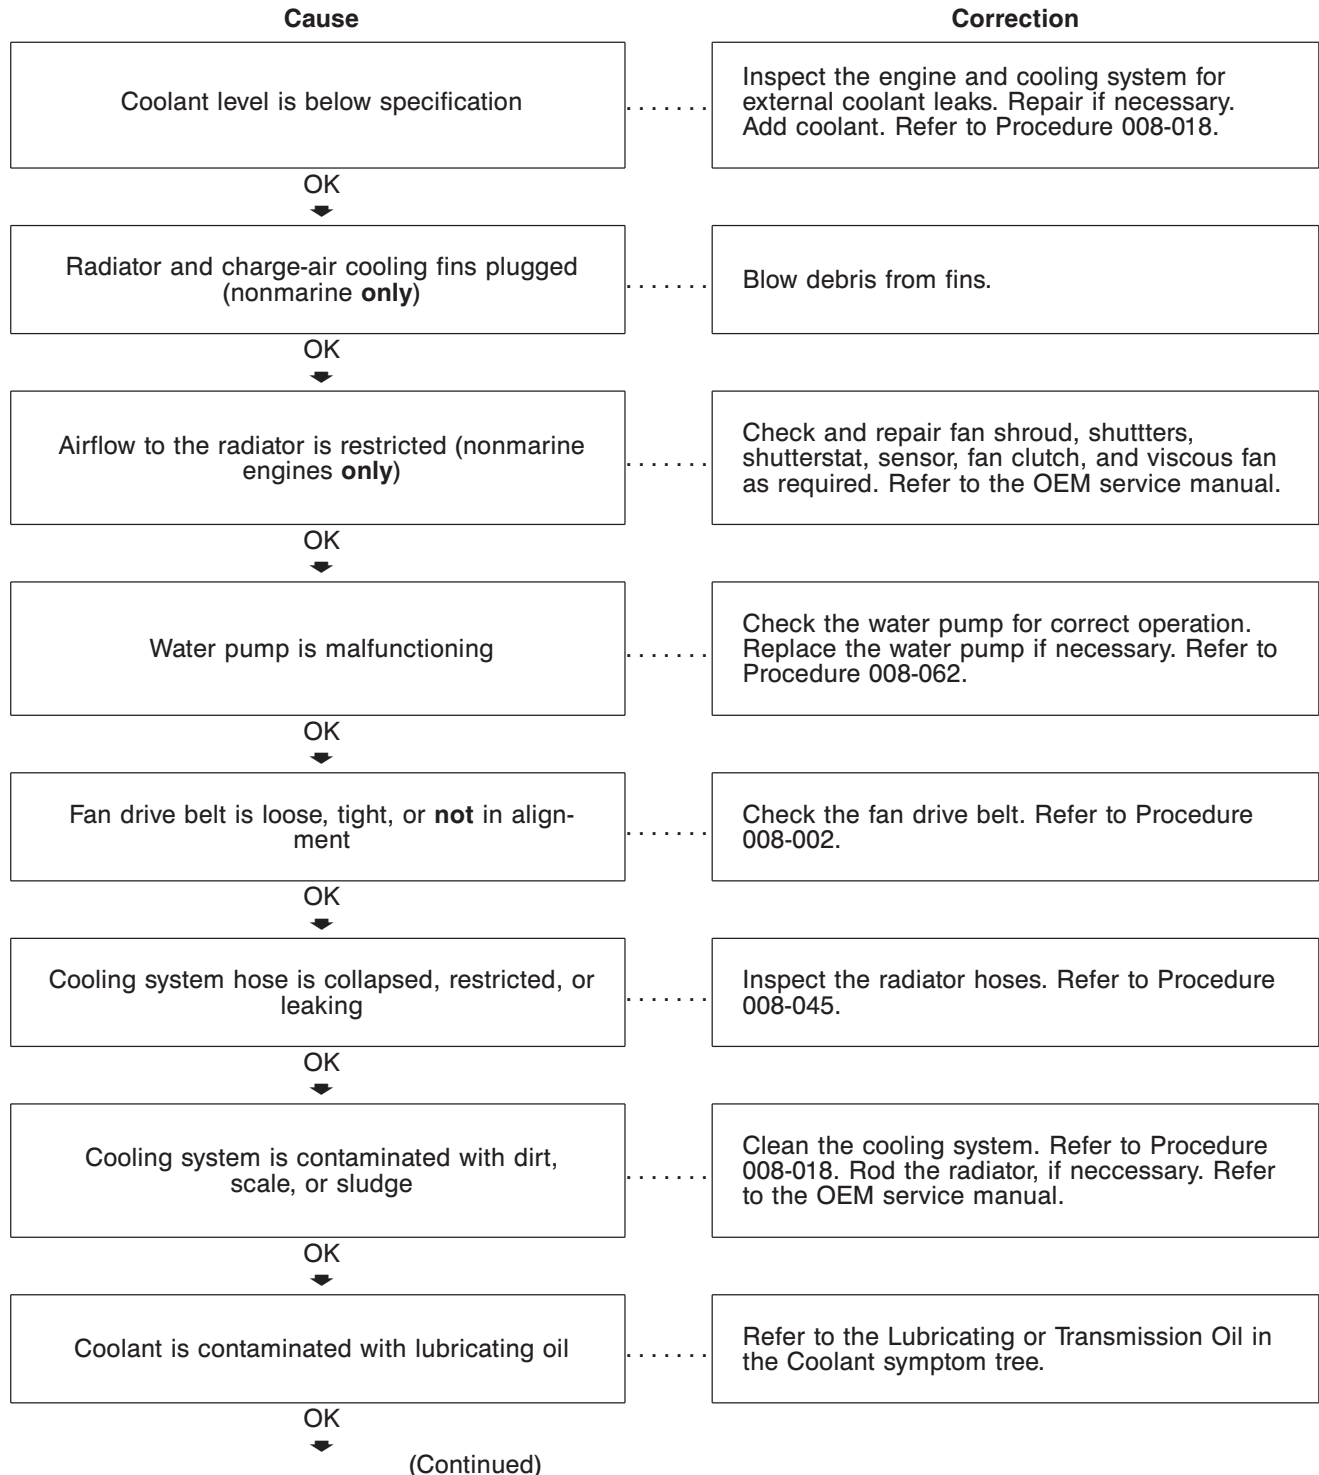 Cause
Correction
Coolant level is below specification
. . . . . . .
Inspect the engine and cooling system for
external coolant leaks. Repair if necessary.
Add coolant. Refer to Procedure 008-018.
OK
Radiator and charge-air cooling fins plugged
(nonmarine only)
. . . . . . .
Blow debris from fins.
OK
Airflow to the radiator is restricted (nonmarine
engines only)
. . . . . . .
Check and repair fan shroud, shuttters,
shutterstat, sensor, fan clutch, and viscous fan
as required. Refer to the OEM service manual.
OK
Water pump is malfunctioning
. . . . . . .
Check the water pump for correct operation.
Replace the water pump if necessary. Refer to
Procedure 008-062.
OK
Fan drive belt is loose, tight, or not in align-
ment
. . . . . . .
Check the fan drive belt. Refer to Procedure
008-002.
OK
Cooling system hose is collapsed, restricted, or
leaking
. . . . . . .
Inspect the radiator hoses. Refer to Procedure
008-045.
OK
Cooling system is contaminated with dirt,
scale, or sludge
. . . . . . .
Clean the cooling system. Refer to Procedure
008-018. Rod the radiator, if neccessary. Refer
to the OEM service manual.
OK
Coolant is contaminated with lubricating oil
. . . . . . .
Refer to the Lubricating or Transmission Oil in
the Coolant symptom tree.
OK
(Continued)